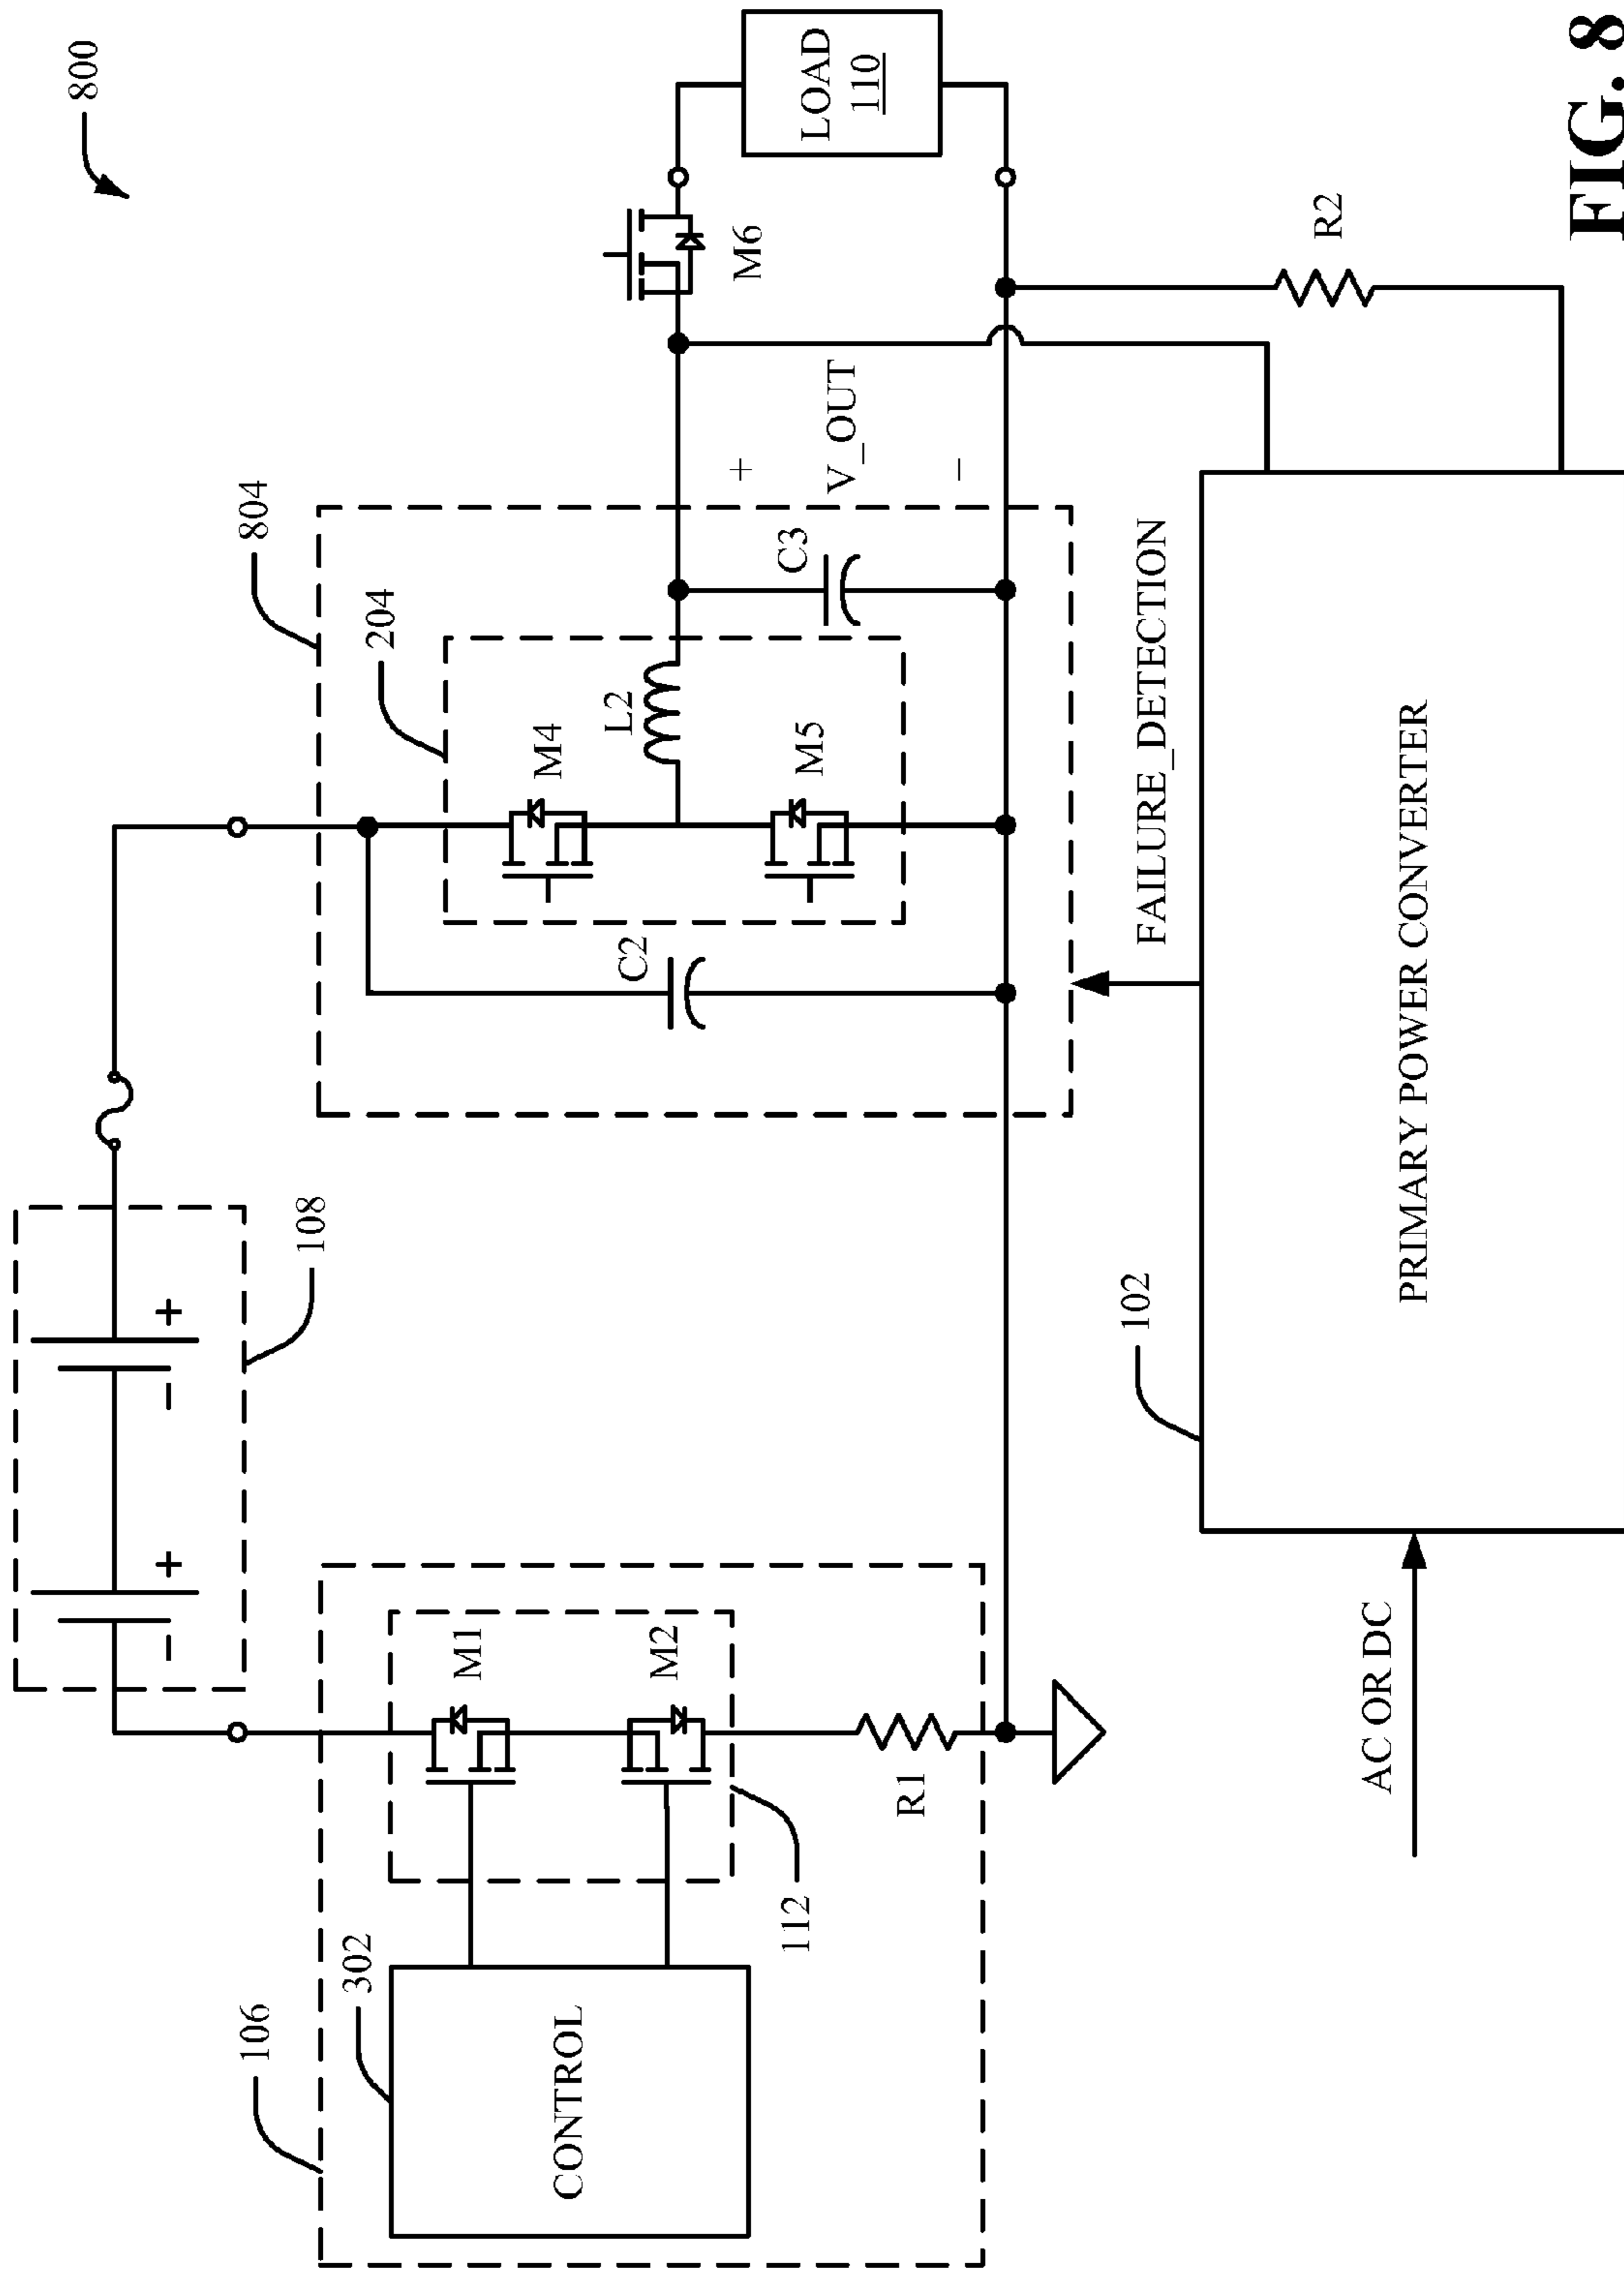 800
106
302
CONTROL
112
M1
M2
R1
108
− +
− +
804
204
C2
M4
M5
L2
C3
+
V_OUT
−
M6
LOAD
110
R2
FAILURE_DETECTION
102
AC OR DC
PRIMARY POWER CONVERTER
FIG. 8